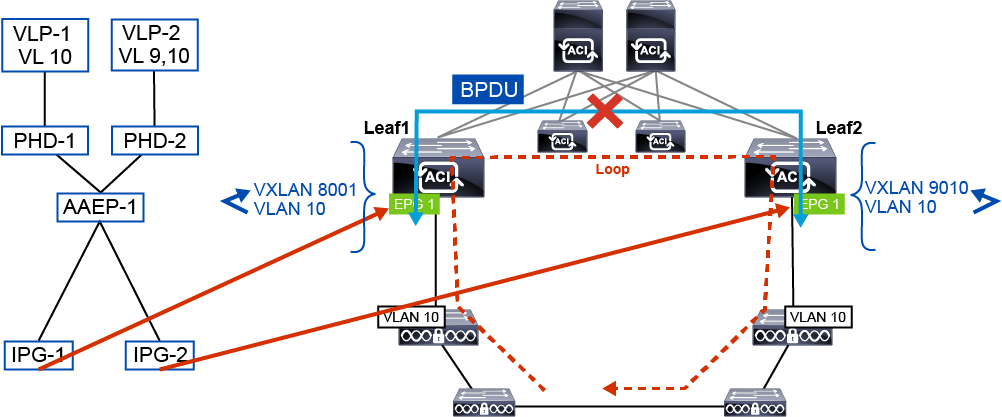 VLP-1
VL 10
VLP-2
VL 9,10
PHD-1
PHD-2
AAEP-1
IPG-1
IPG-2
ACI
ACI
BPDU
Leaf1
Leaf2
ACI
ACI
Loop
ACI
AC
VXLAN 8001
VLAN 10
EPG 1
EPG 1
VXLAN 9010
VLAN 10
VLAN 10
VLAN 10